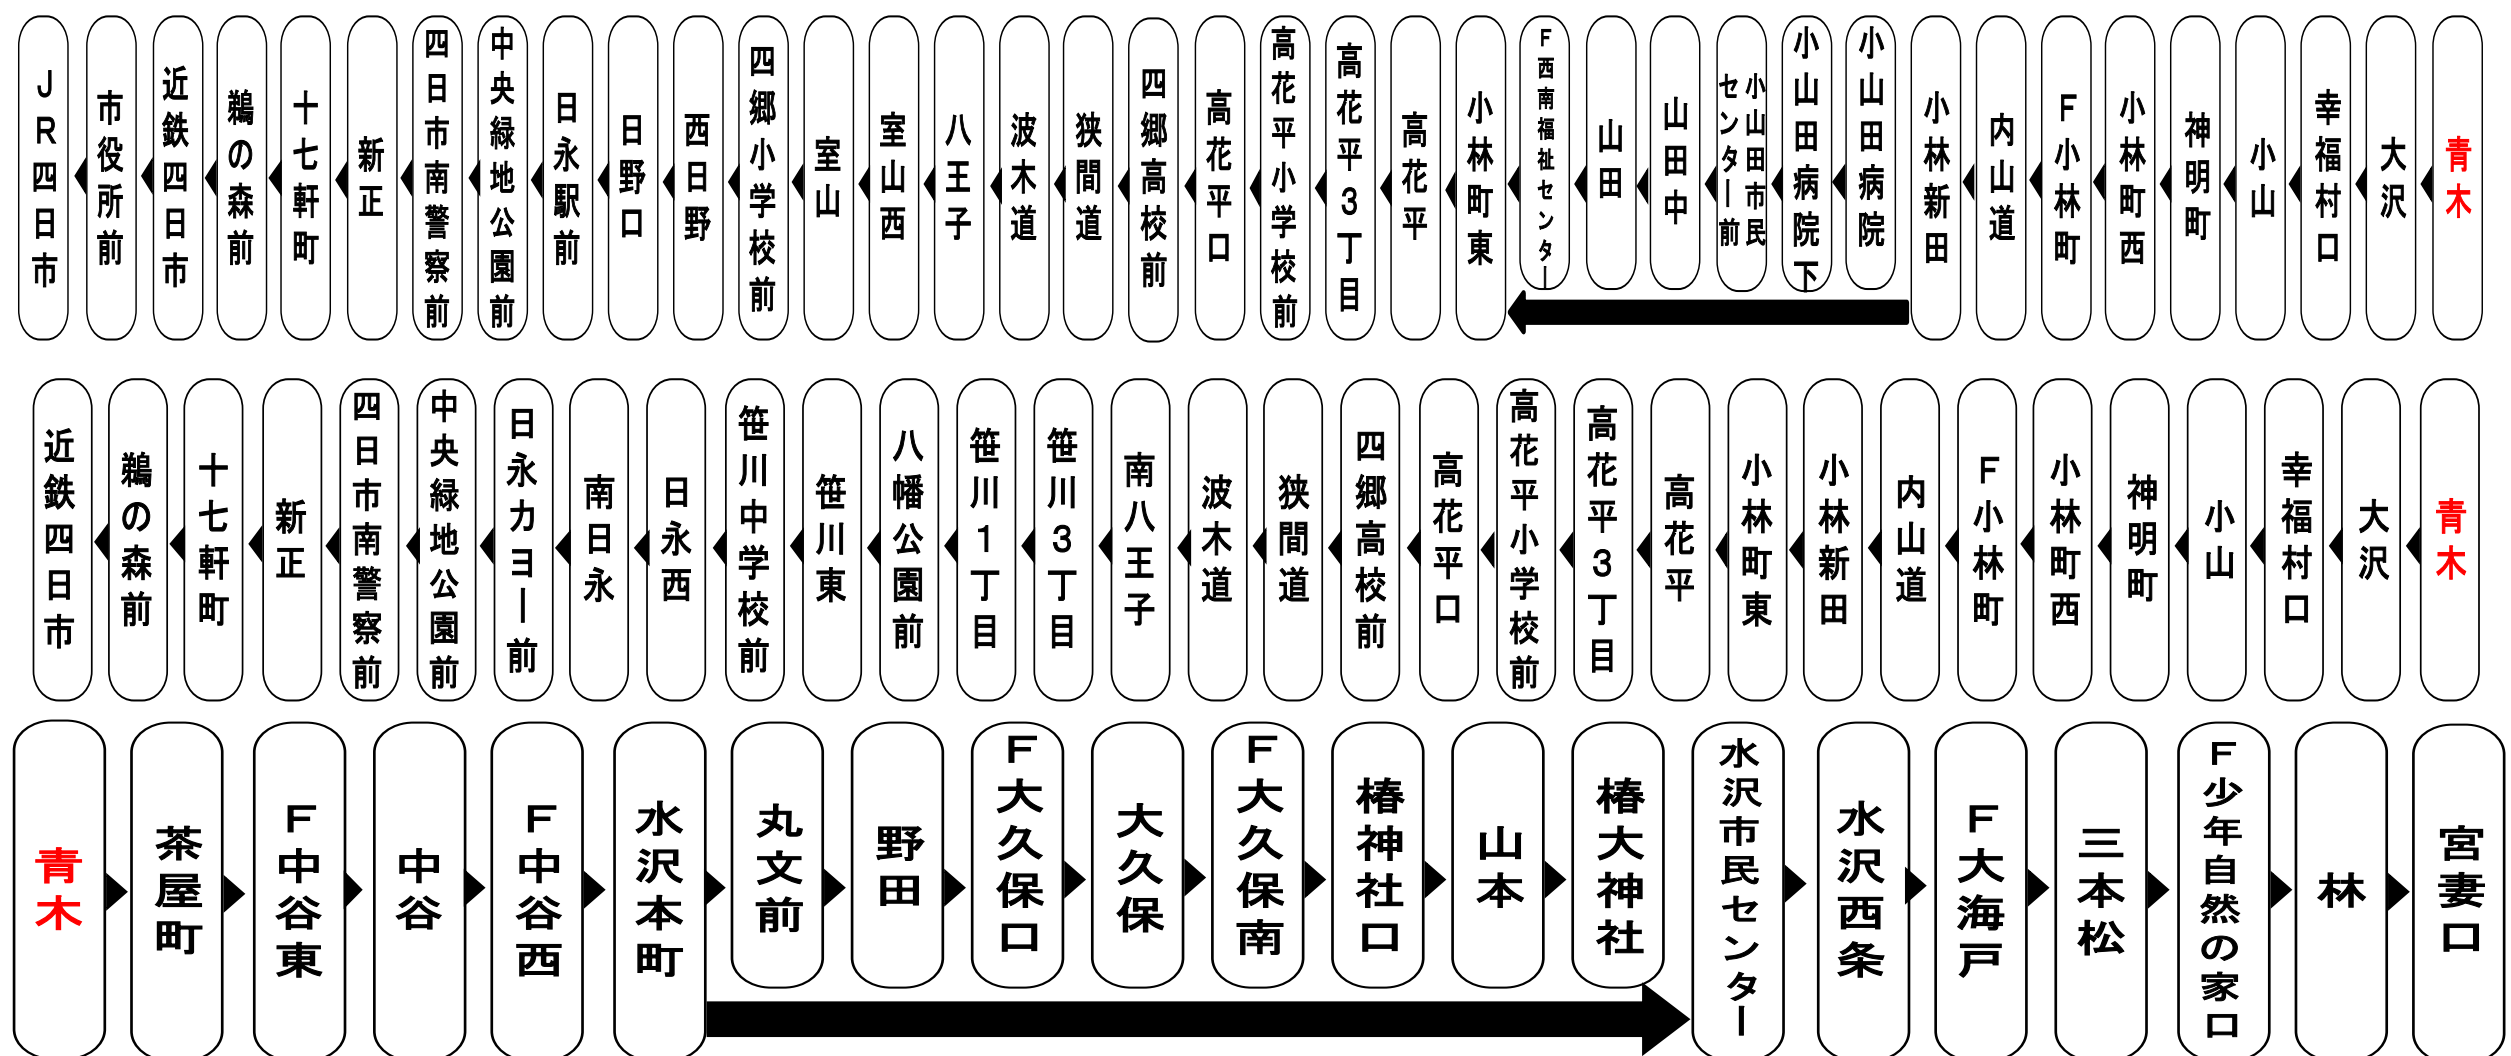 青木
大沢
幸福村口
小山
神明町
小林町西
F小林町
内山道
小林新田
小山田病院
小山田病院下
小山田市民
センター前
山田中
山田
F西南福祉センター
小林町東
高花平
高花平3丁目
高花平小学校前
高花平口
四郷高校前
狭間道
波木道
八王子
室山西
室山
四郷小学校前
西日野
日野口
日永駅前
中央緑地公園前
四日市南警察前
新正
十七軒町
鵜の森前
近鉄四日市
市役所前
JR四日市
青木
大沢
幸福村口
小山
神明町
小林町西
F小林町
内山道
小林新田
小林町東
高花平
高花平3丁目
高花平小学校前
高花平口
四郷高校前
狭間道
波木道
南八王子
笹川3丁目
笹川1丁目
八幡公園前
笹川東
笹川中学校前
日永西
南日永
日永カヨー前
中央緑地公園前
四日市南警察前
新正
十七軒町
鵜の森前
近鉄四日市
青木
茶屋町
F中谷東
中谷
F中谷西
水沢本町
丸文前
野田
F大久保口
大久保
F大久保南
椿神社口
山本
椿大神社
水沢市民センター
水沢西条
F大海戸
三本松
F少年自然の家口
林
宮妻口